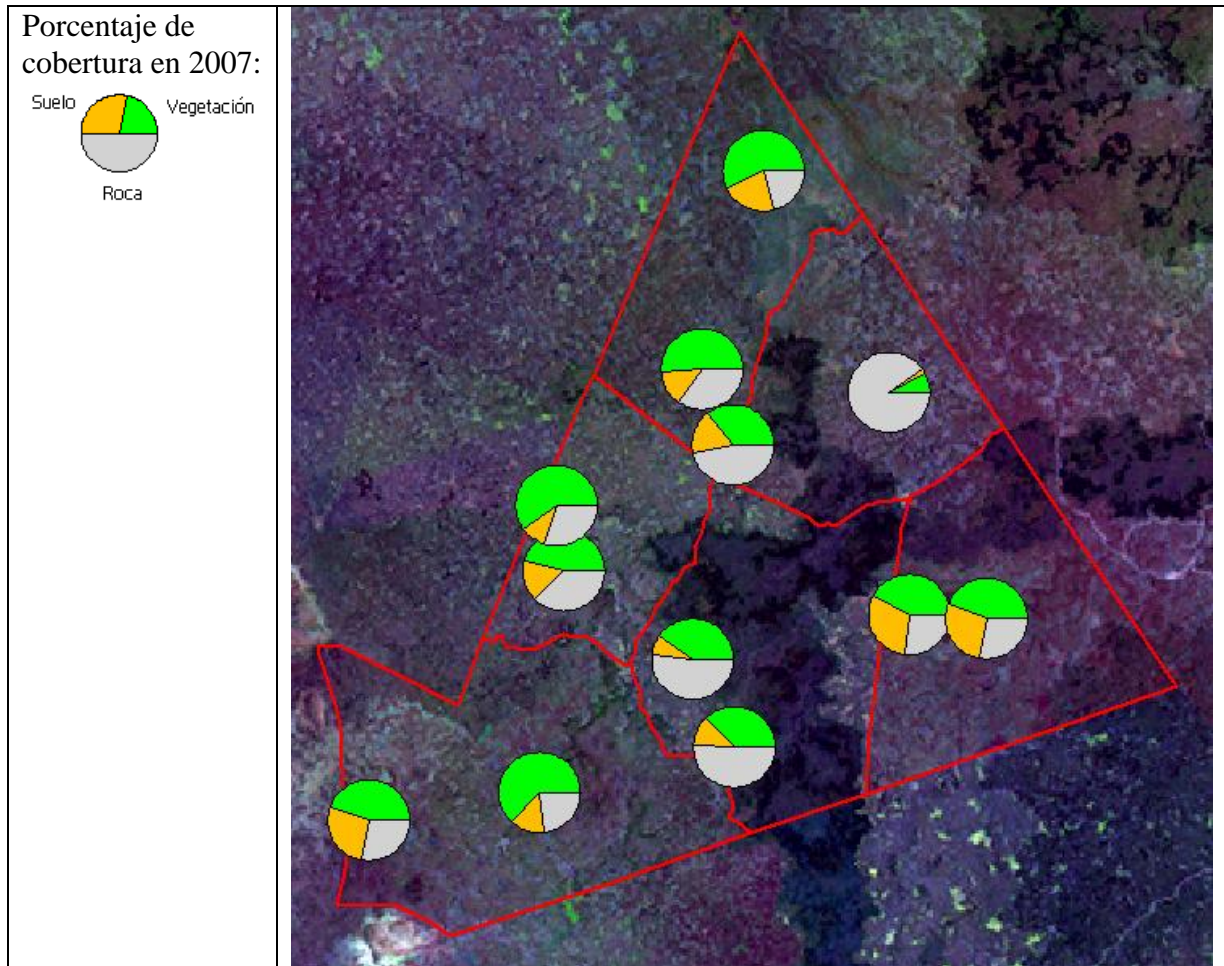 Porcentaje de
cobertura en 2007:
Suelo
Vegetación
Roca